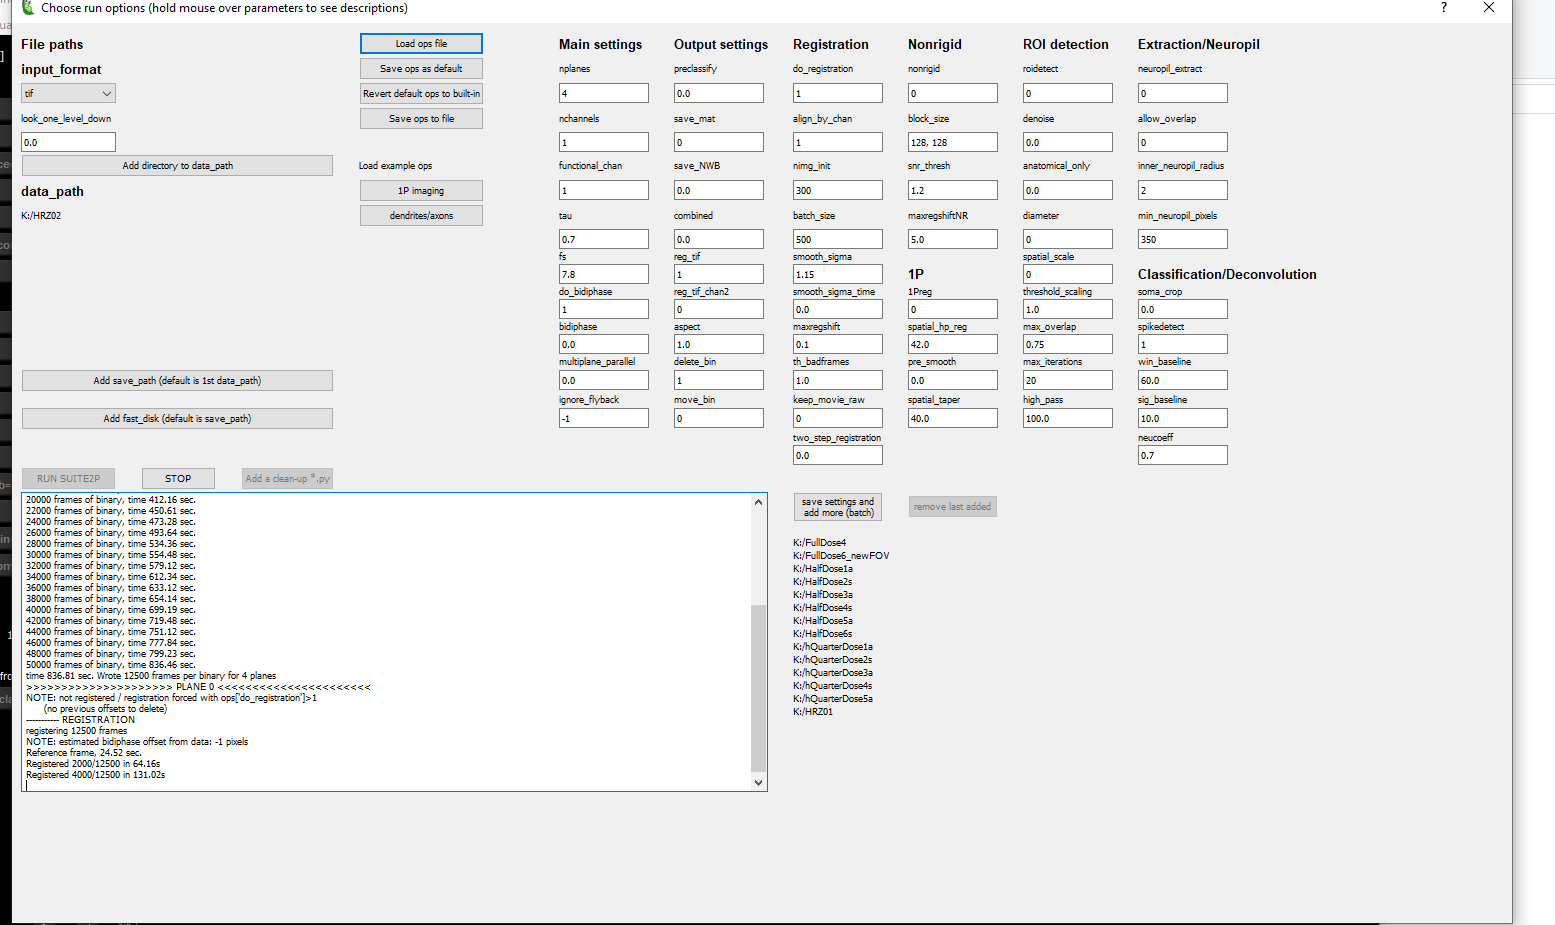 Choose run options (hold mouse over parameters to see descriptions)
? ×
File paths
input_format
tif
look_one_level_down
0.0
Add directory to data_path
data_path
K:/HRZ02
Add save_path (default is 1st data_path)
Add fast_disk (default is save_path)
RUN SUITE2P
STOP
Add a clean-up *.py
Load ops file
Save ops as default
Revert default ops to built-in
Save ops to file
Load example ops
1P imaging
dendrites/axons
Main settings
nplanes
4
nchannels
1
functional_chan
1
tau
0.7
fs
7.8
do_bidiphase
1
bidiphase
0.0
multiplane_parallel
0.0
ignore_flyback
-1
Output settings
preclassify
0.0
save_mat
0
save_NWB
0.0
combined
0.0
reg_tif
1
reg_tif_chan2
0
aspect
1.0
delete_bin
1
move_bin
0
Registration
do_registration
1
align_by_chan
1
nimg_init
300
batch_size
500
smooth_sigma
1.15
smooth_sigma_time
0.0
maxregshift
0.1
th_badframes
1.0
keep_movie_raw
0
two_step_registration
0.0
Nonrigid
nonrigid
0
block_size
128, 128
snr_thresh
1.2
maxregshiftNR
5.0
1P
1Preg
0
spatial_hp_reg
42.0
pre_smooth
0.0
spatial_taper
40.0
ROI detection
roidetect
0
denoise
0.0
anatomical_only
0.0
diameter
0
spatial_scale
0
threshold_scaling
1.0
max_overlap
0.75
max_iterations
20
high_pass
100.0
Extraction/Neuropil
neuropil_extract
0
allow_overlap
0
inner_neuropil_radius
2
min_neuropil_pixels
350
Classification/Deconvolution
soma_crop
0.0
spikedetect
1
win_baseline
60.0
sig_baseline
10.0
neucoeff
0.7
20000 frames of binary, time 412.16 sec.
22000 frames of binary, time 450.61 sec.
24000 frames of binary, time 473.28 sec.
26000 frames of binary, time 493.64 sec.
28000 frames of binary, time 534.36 sec.
30000 frames of binary, time 554.48 sec.
32000 frames of binary, time 579.12 sec.
34000 frames of binary, time 612.34 sec.
36000 frames of binary, time 633.12 sec.
38000 frames of binary, time 654.14 sec.
40000 frames of binary, time 699.19 sec.
42000 frames of binary, time 719.48 sec.
44000 frames of binary, time 751.12 sec.
46000 frames of binary, time 777.84 sec.
48000 frames of binary, time 799.23 sec.
50000 frames of binary, time 836.46 sec.
time 836.81 sec. Wrote 12500 frames per binary for 4 planes
>>>>>>>>>>>>>>>>>>>>> PLANE 0 <<<<<<<<<<<<<<<<<<<<<<
NOTE: not registered / registration forced with ops['do_registration']>1
(no previous offsets to delete)
----------- REGISTRATION
registering 12500 frames
NOTE: estimated bidiphase offset from data: -1 pixels
Reference frame, 24.52 sec.
Registered 2000/12500 in 64.16s
Registered 4000/12500 in 131.02s
save settings and
add more (batch)
remove last added
K:/FullDose4
K:/FullDose6_newFOV
K:/HalfDose1a
K:/HalfDose2s
K:/HalfDose3a
K:/HalfDose4s
K:/HalfDose5a
K:/HalfDose6s
K:/hQuarterDose1a
K:/hQuarterDose2s
K:/hQuarterDose3a
K:/hQuarterDose4s
K:/hQuarterDose5a
K:/HRZ01